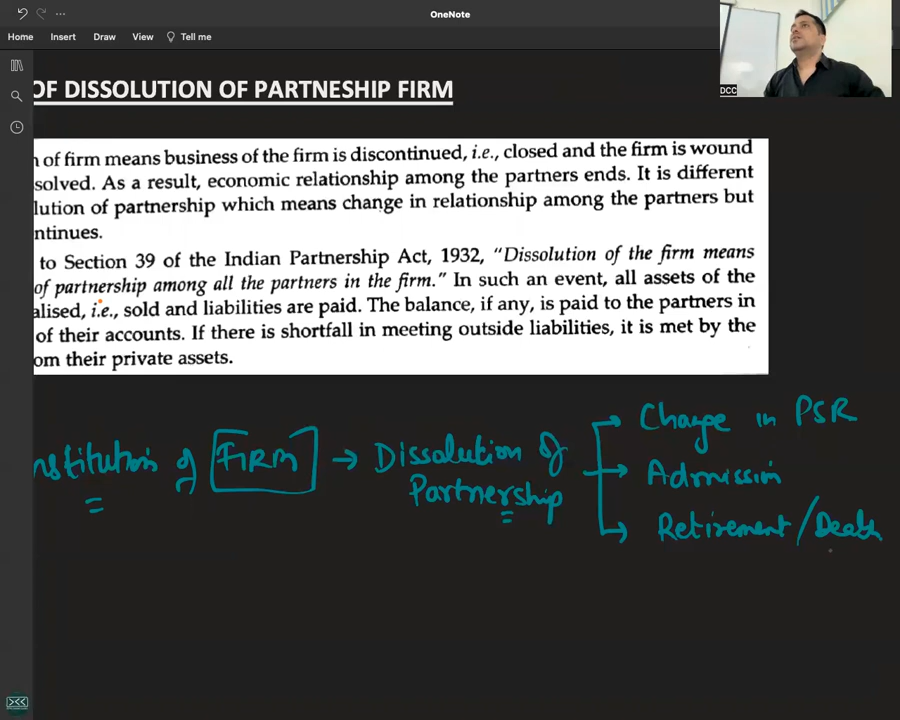 OneNote
Home Insert Draw View Tell me
DCC
OF DISSOLUTION OF PARTNESHIP FIRM
of firm means business of the firm is discontinued, i.e., closed and the firm is wound
solved. As a result, economic relationship among the partners ends. It is different
lution of partnership which means change in relationship among the partners but
ntinues.
to Section 39 of the Indian Partnership Act, 1932, “Dissolution of the firm means
of partnership among all the partners in the firm.” In such an event, all assets of the
alised, i.e., sold and liabilities are paid. The balance, if any, is paid to the partners in
of their accounts. If there is shortfall in meeting outside liabilities, it is met by the
om their private assets.
nstitution of FIRM → Dissolution of Partnership
Change in PSR
Admission
Retirement/Death